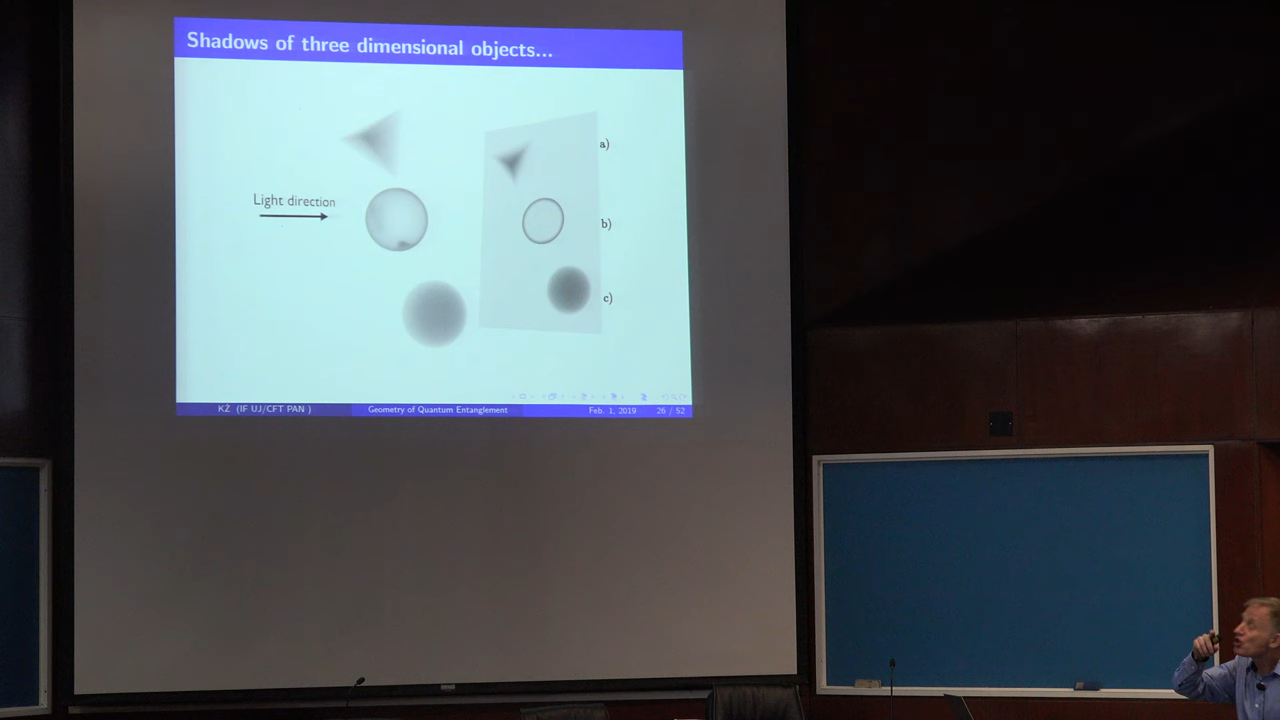 Shadows of three dimensional objects...
a)
Light direction
b)
c)
KŻ (IF UJ/CFT PAN )
Geometry of Quantum Entanglement
Feb. 1, 2019
26 / 52